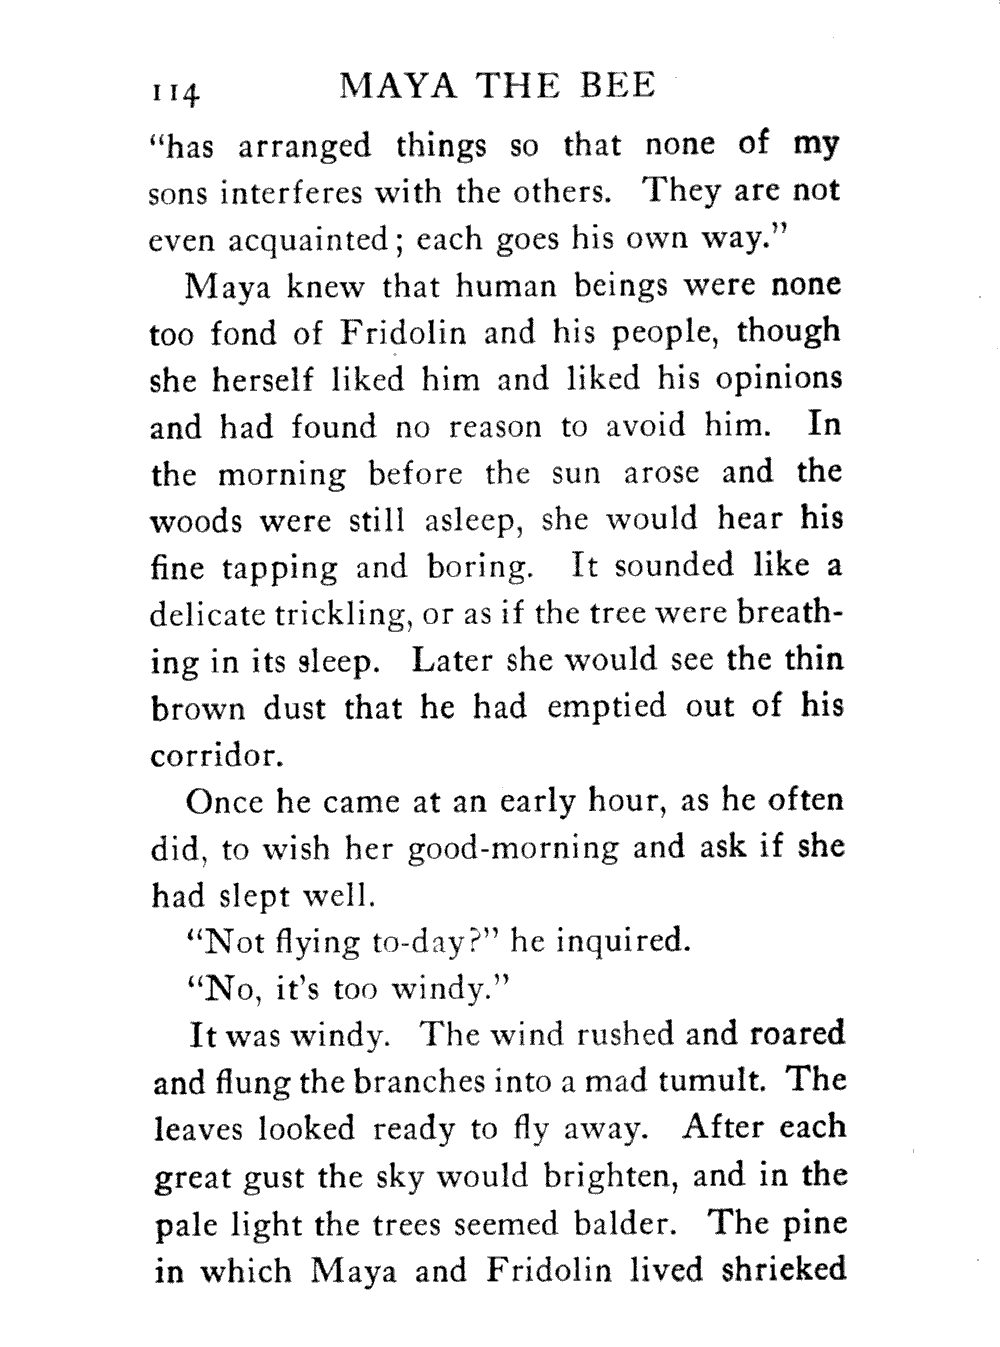 114 MAYA THE BEE
“has arranged things so that none of my
sons interferes with the others. They are not
even acquainted; each goes his own way.”
Maya knew that human beings were none
too fond of Fridolin and his people, though
she herself liked him and liked his opinions
and had found no reason to avoid him. In
the morning before the sun arose and the
woods were still asleep, she would hear his
fine tapping and boring. It sounded like a
delicate trickling, or as if the tree were breath-
ing in its sleep. Later she would see the thin
brown dust that he had emptied out of his
corridor.
Once he came at an early hour, as he often
did, to wish her good-morning and ask if she
had slept well.
“Not flying to-day?” he inquired.
“No, it’s too windy.”
It was windy. The wind rushed and roared
and flung the branches into a mad tumult. The
leaves looked ready to fly away. After each
great gust the sky would brighten, and in the
pale light the trees seemed balder. The pine
in which Maya and Fridolin lived shrieked